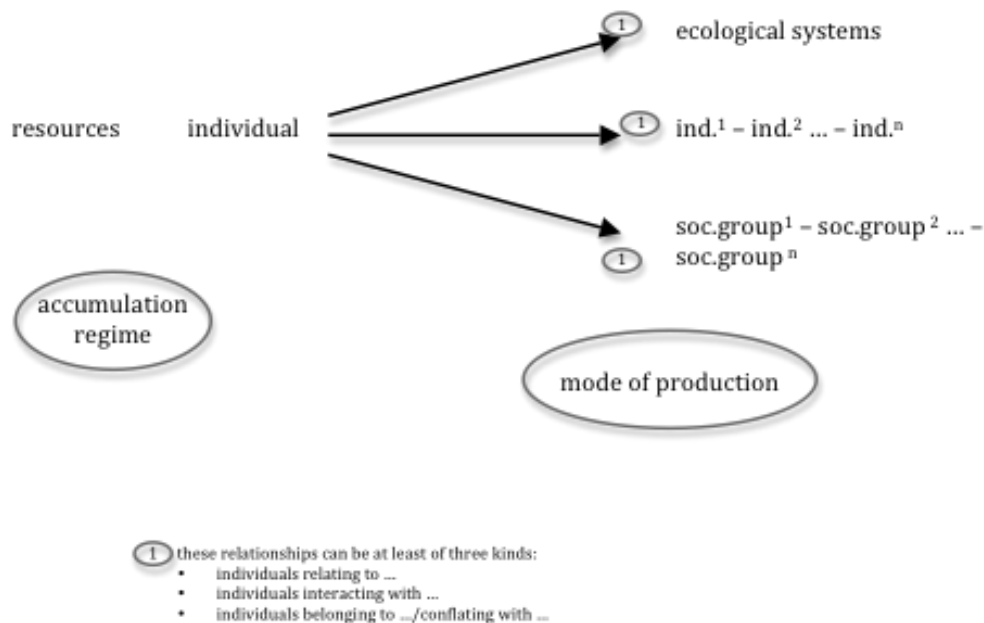 1 ecological systems
resources individual 1 ind.¹ – ind.² ... – ind.ⁿ
soc.group¹ – soc.group ² ... –
1 soc.group ⁿ
accumulation
regime
mode of production
1 these relationships can be at least of three kinds:
• individuals relating to ...
• individuals interacting with ...
• individuals belonging to .../conflating with ...